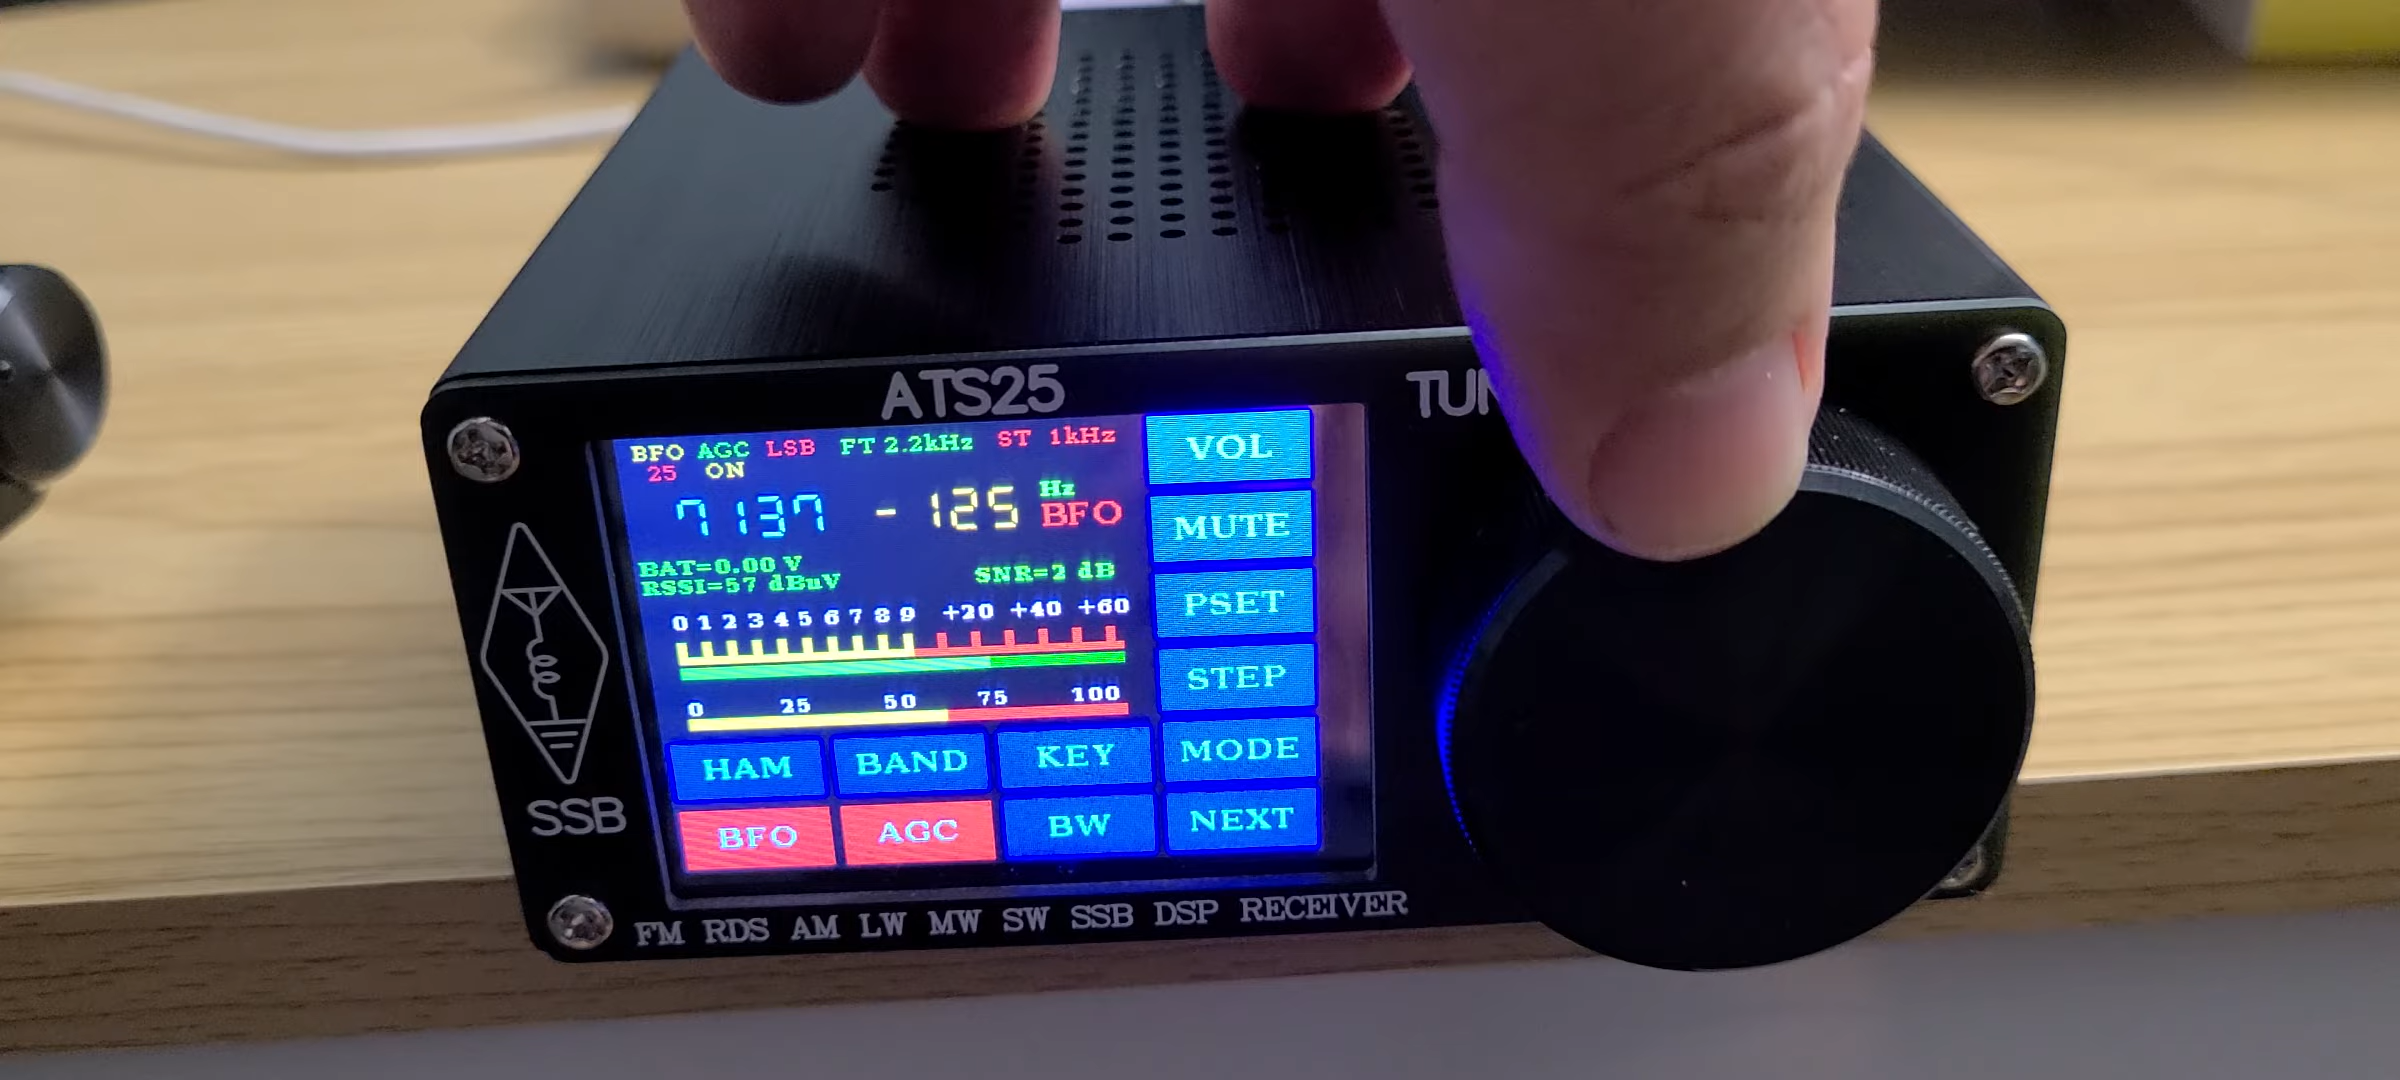 ATS25
TUN
BFO AGC LSB FT 2.2kHz ST 1kHz
25 ON
7137 -125 Hz BFO
BAT=0.00 V
RSSI=57 dBuV SNR=2 dB
0 1 2 3 4 5 6 7 8 9 +20 +40 +60
0 25 50 75 100
VOL
MUTE
PSET
STEP
HAM BAND KEY MODE
BFO AGC BW NEXT
SSB
FM RDS AM LW MW SW SSB DSP RECEIVER